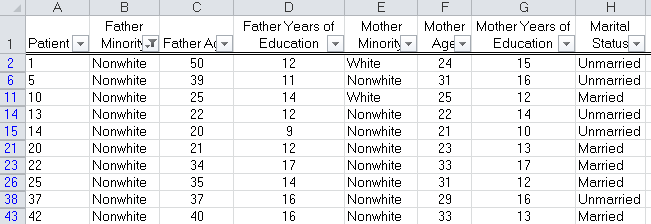 A B C D E F G H
Father Father Years of Mother Mother Mother Years of Marital
1 Patient Minority Father Ag Education Minority Age Education Status
2 1 Nonwhite 50 12 White 24 15 Unmarried
6 5 Nonwhite 39 11 Nonwhite 31 16 Unmarried
11 10 Nonwhite 25 14 White 25 12 Married
14 13 Nonwhite 22 12 Nonwhite 22 14 Unmarried
15 14 Nonwhite 20 9 Nonwhite 21 10 Unmarried
21 20 Nonwhite 21 12 Nonwhite 23 13 Married
23 22 Nonwhite 34 17 Nonwhite 33 17 Married
26 25 Nonwhite 35 14 Nonwhite 31 12 Married
38 37 Nonwhite 37 16 Nonwhite 29 16 Unmarried
43 42 Nonwhite 40 16 Nonwhite 33 13 Married